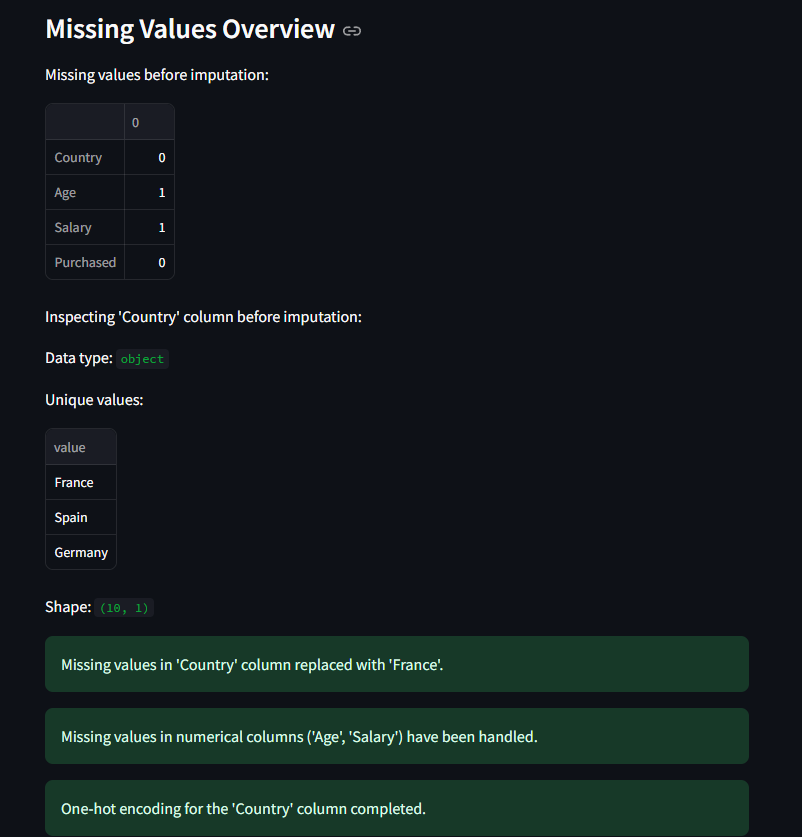 Missing Values Overview
Missing values before imputation:
0
Country 0
Age 1
Salary 1
Purchased 0
Inspecting 'Country' column before imputation:
Data type: object
Unique values:
value
France
Spain
Germany
Shape: (10, 1)
Missing values in 'Country' column replaced with 'France'.
Missing values in numerical columns ('Age', 'Salary') have been handled.
One-hot encoding for the 'Country' column completed.